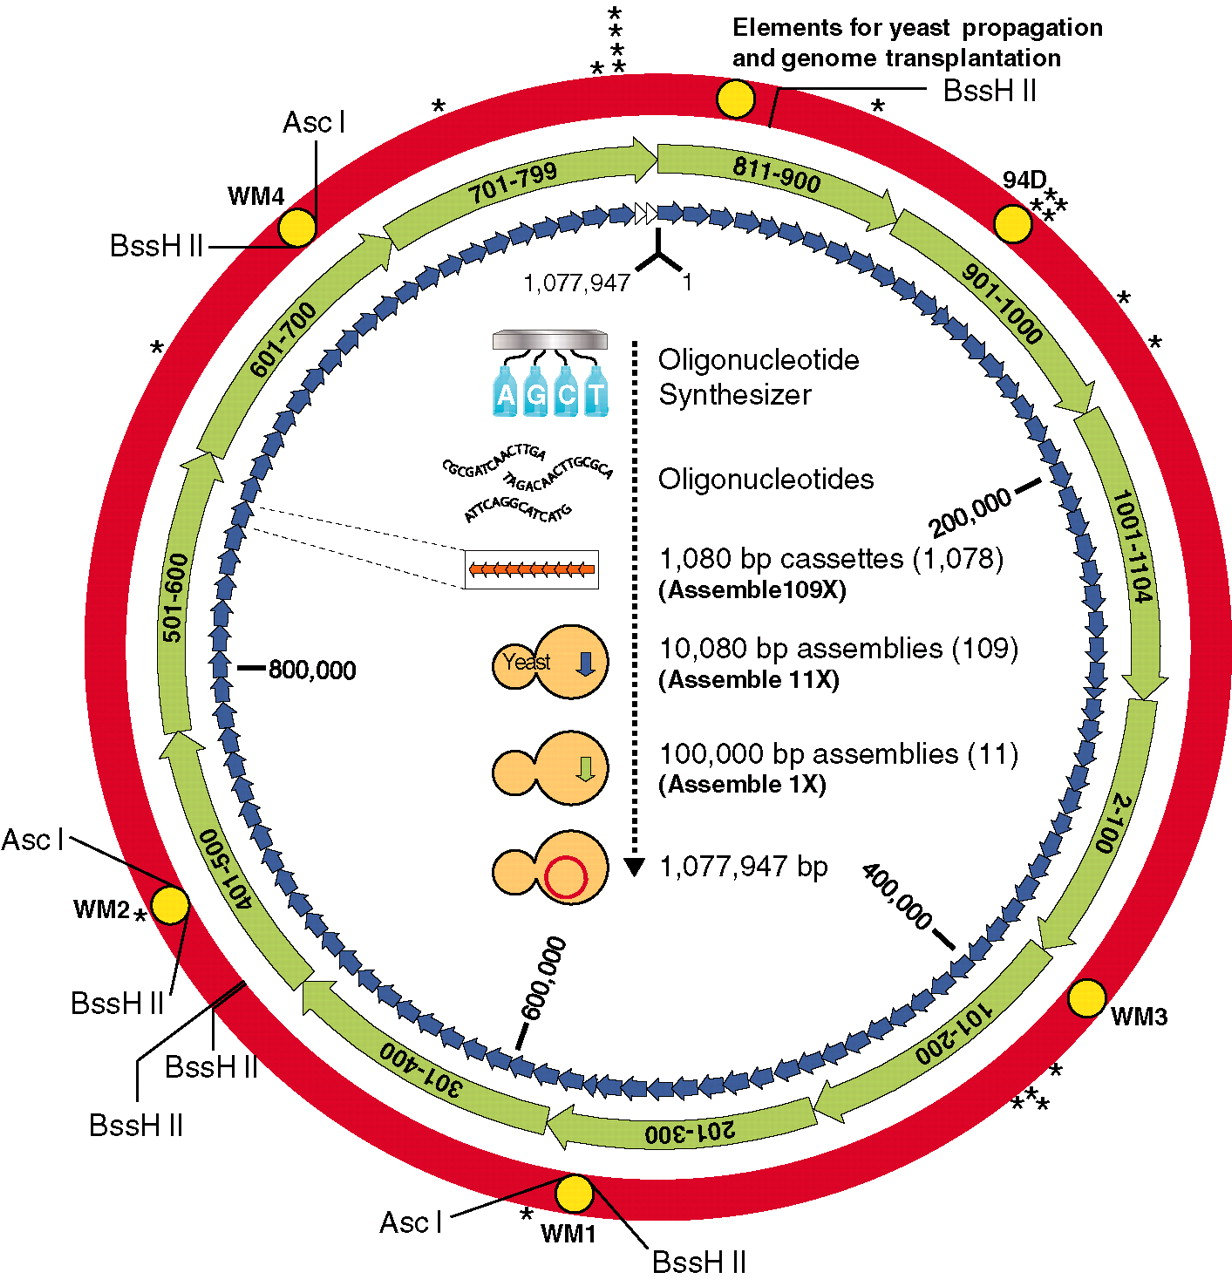 *
*
*
**
Elements for yeast propagation
and genome transplantation
BssH II
*
*
Asc I
WM4
BssH II
94D
*
**
**
701-799
811-900
601-700
901-1000
1,077,947
1
*
*
*
A G C T
Oligonucleotide
Synthesizer
CGCGATCAACTTGA
TAGACAACTTGCGCA
ATTCAGGCATCATG
Oligonucleotides
200,000
1001-1104
501-600
1,080 bp cassettes (1,078)
(Assemble109X)
Yeast
10,080 bp assemblies (109)
(Assemble 11X)
800,000
100,000 bp assemblies (11)
(Assemble 1X)
2-100
Asc I
401-500
1,077,947 bp
400,000
WM2
*
BssH II
600,000
WM3
101-200
BssH II
301-400
*
*
**
BssH II
201-300
Asc I
*
WM1
BssH II